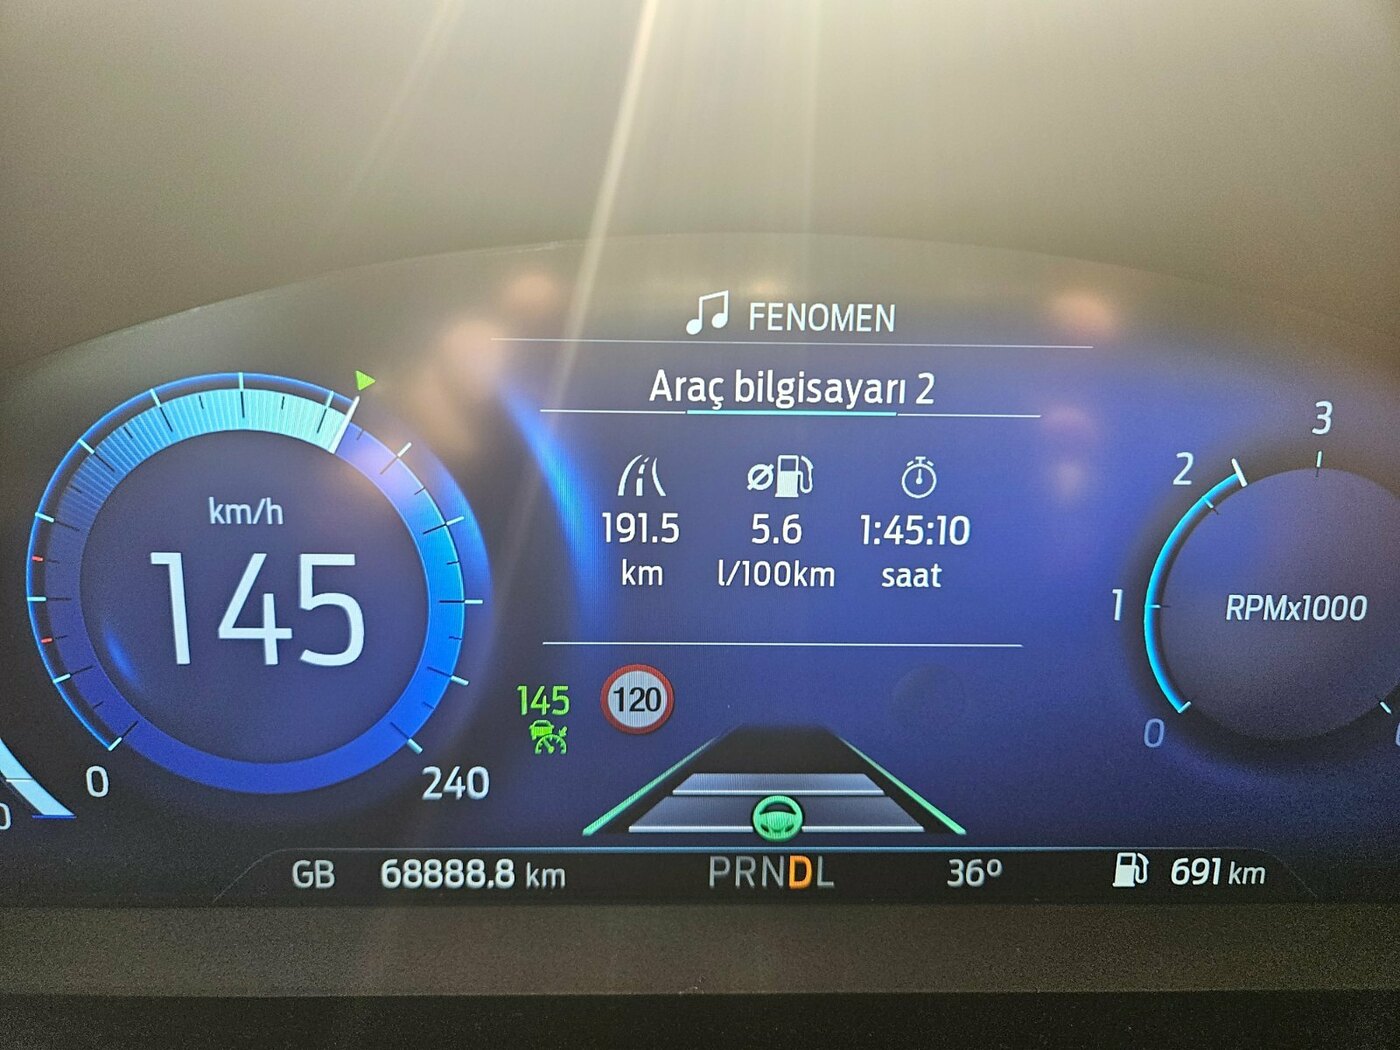 FENOMEN
Araç bilgisayarı 2
191.5 5.6 1:45:10
km l/100km saat
km/h
145
0 240
145 120
3
2
1
0
RPMx1000
GB 68888.8 km PRNDL 36º 691 km